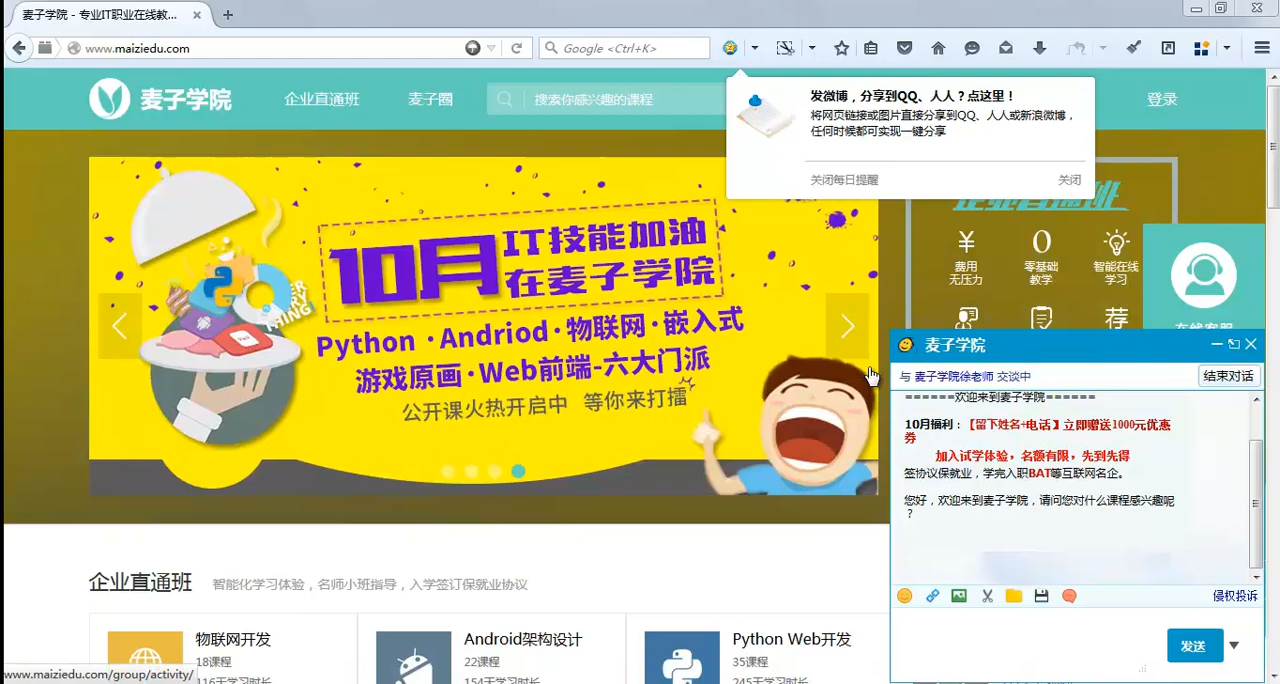 麦子学院 - 专业IT职业在线教...
www.maiziedu.com
Google <Ctrl+K>
麦子学院
企业直通班
麦子圈
搜索你感兴趣的课程
登录
发微博，分享到QQ、人人？点这里！
将网页链接或图片直接分享到QQ、人人或新浪微博，
任何时候都可实现一键分享
关闭每日提醒
关闭
企业直通班
10月
IT技能加油
在麦子学院
Python · Andriod · 物联网 · 嵌入式
游戏原画 · Web前端-六大门派
公开课火热开启中 等你来打擂
¥
费用
无压力
0
零基础
教学
智能在线
学习
荐
在线客服
麦子学院
与 麦子学院徐老师 交谈中
结束对话
======欢迎来到麦子学院======
10月福利：【留下姓名+电话】立即赠送1000元优惠
券
加入试学体验，名额有限，先到先得
签协议保就业，学完入职BAT等互联网名企。
您好，欢迎来到麦子学院，请问您对什么课程感兴趣呢
？
侵权投诉
发送
企业直通班
智能化学习体验，名师小班指导，入学签订保就业协议
物联网开发
18课程
116千学习时长
Android架构设计
22课程
154千学习时长
Python Web开发
35课程
245千学习时长
www.maiziedu.com/group/activity/